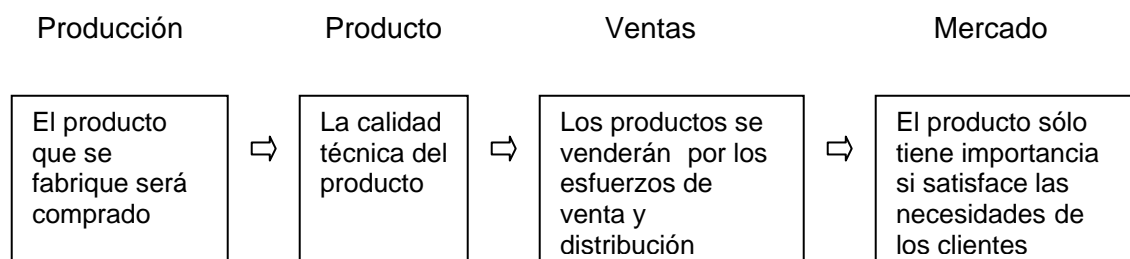 Producción
Producto
Ventas
Mercado
El producto
que se
fabrique será
comprado
La calidad
técnica del
producto
Los productos se
venderán por los
esfuerzos de
venta y
distribución
El producto sólo
tiene importancia
si satisface las
necesidades de
los clientes